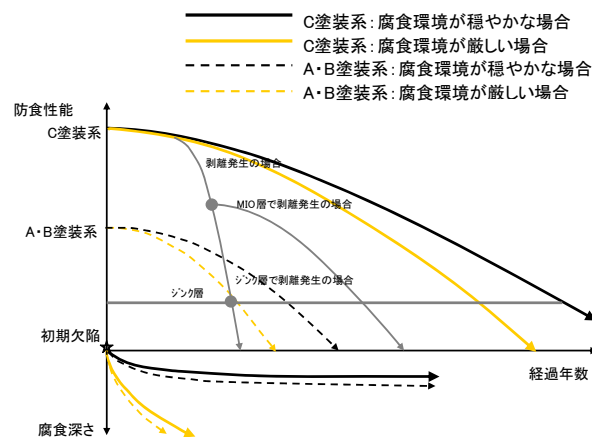 C塗装系：腐食環境が穏やかな場合
C塗装系：腐食環境が厳しい場合
A・B塗装系：腐食環境が穏やかな場合
A・B塗装系：腐食環境が厳しい場合
防食性能
C塗装系
剥離発生の場合
MIO層で剥離発生の場合
A・B塗装系
ジンク層で剥離発生の場合
ジンク層
初期欠陥
経過年数
腐食深さ